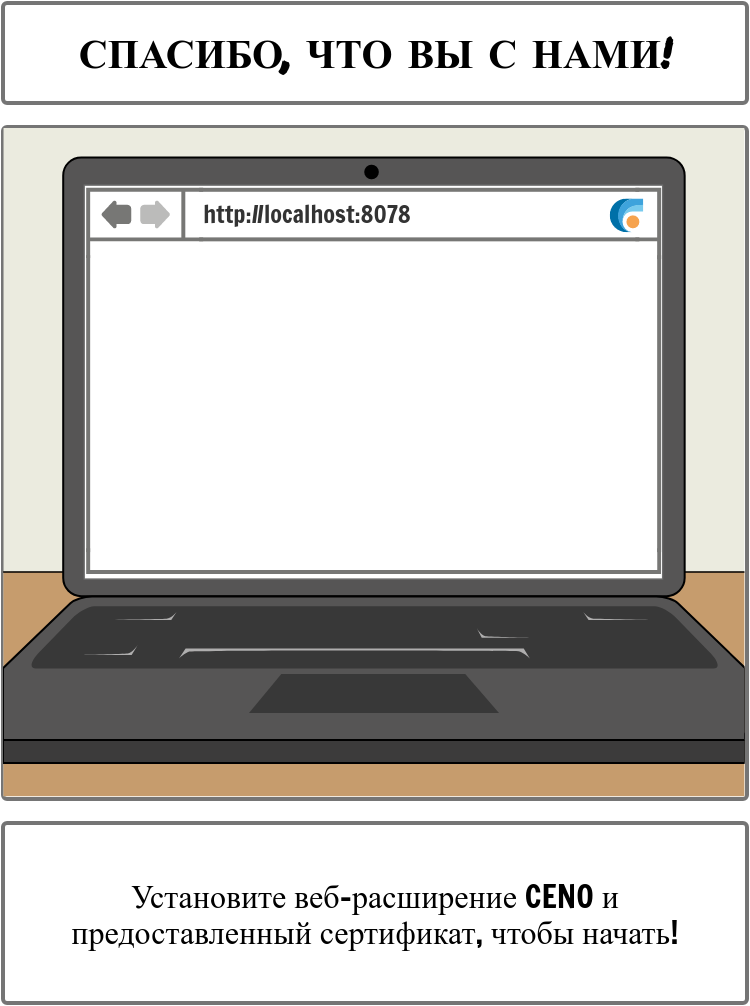 СПАСИБО, ЧТО ВЫ С НАМИ!
http://localhost:8078
Установите веб-расширение CENO и
предоставленный сертификат, чтобы начать!